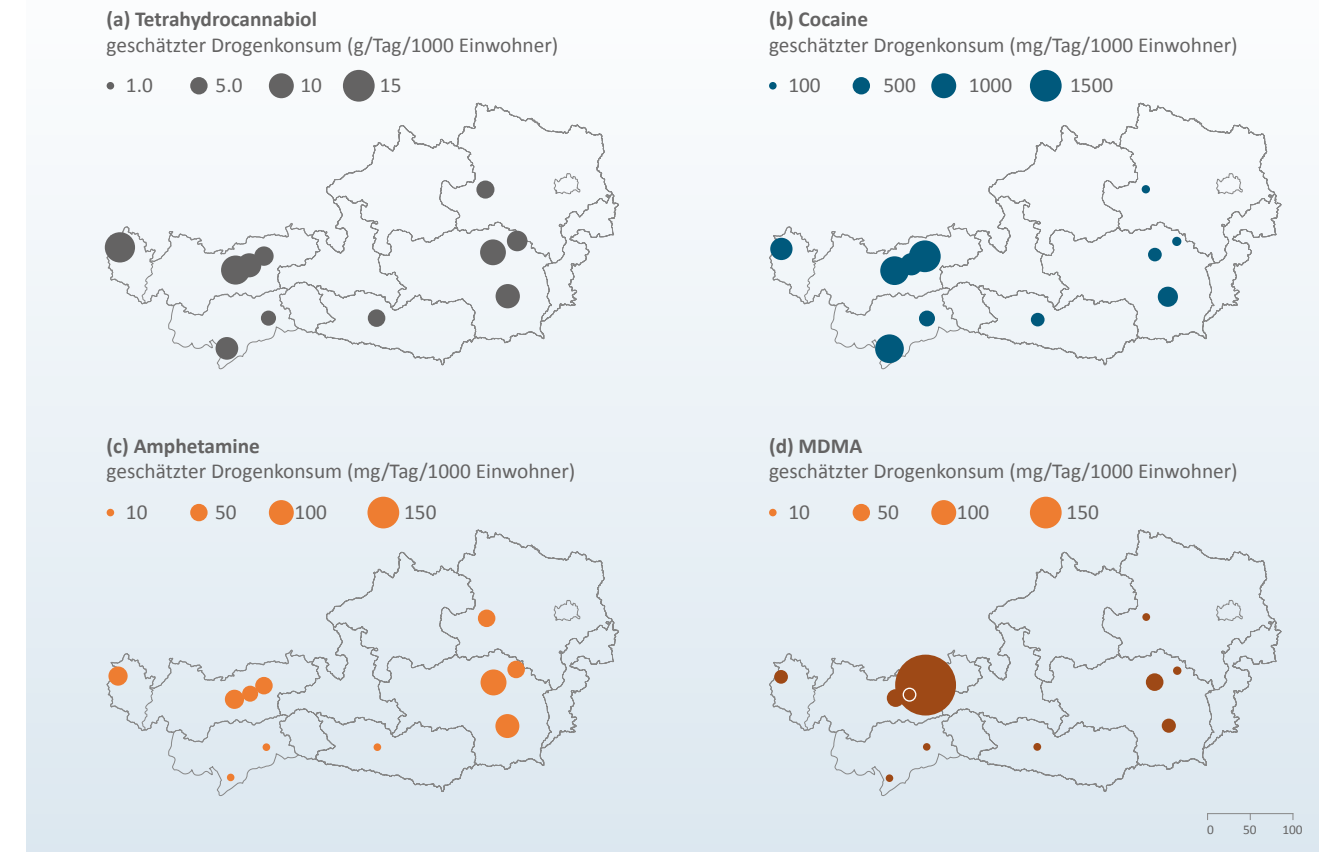 (a) Tetrahydrocannabiol
geschätzter Drogenkonsum (g/Tag/1000 Einwohner)
1.0 5.0 10 15
(b) Cocaine
geschätzter Drogenkonsum (mg/Tag/1000 Einwohner)
100 500 1000 1500
(c) Amphetamine
geschätzter Drogenkonsum (mg/Tag/1000 Einwohner)
10 50 100 150
(d) MDMA
geschätzter Drogenkonsum (mg/Tag/1000 Einwohner)
10 50 100 150
0 50 100